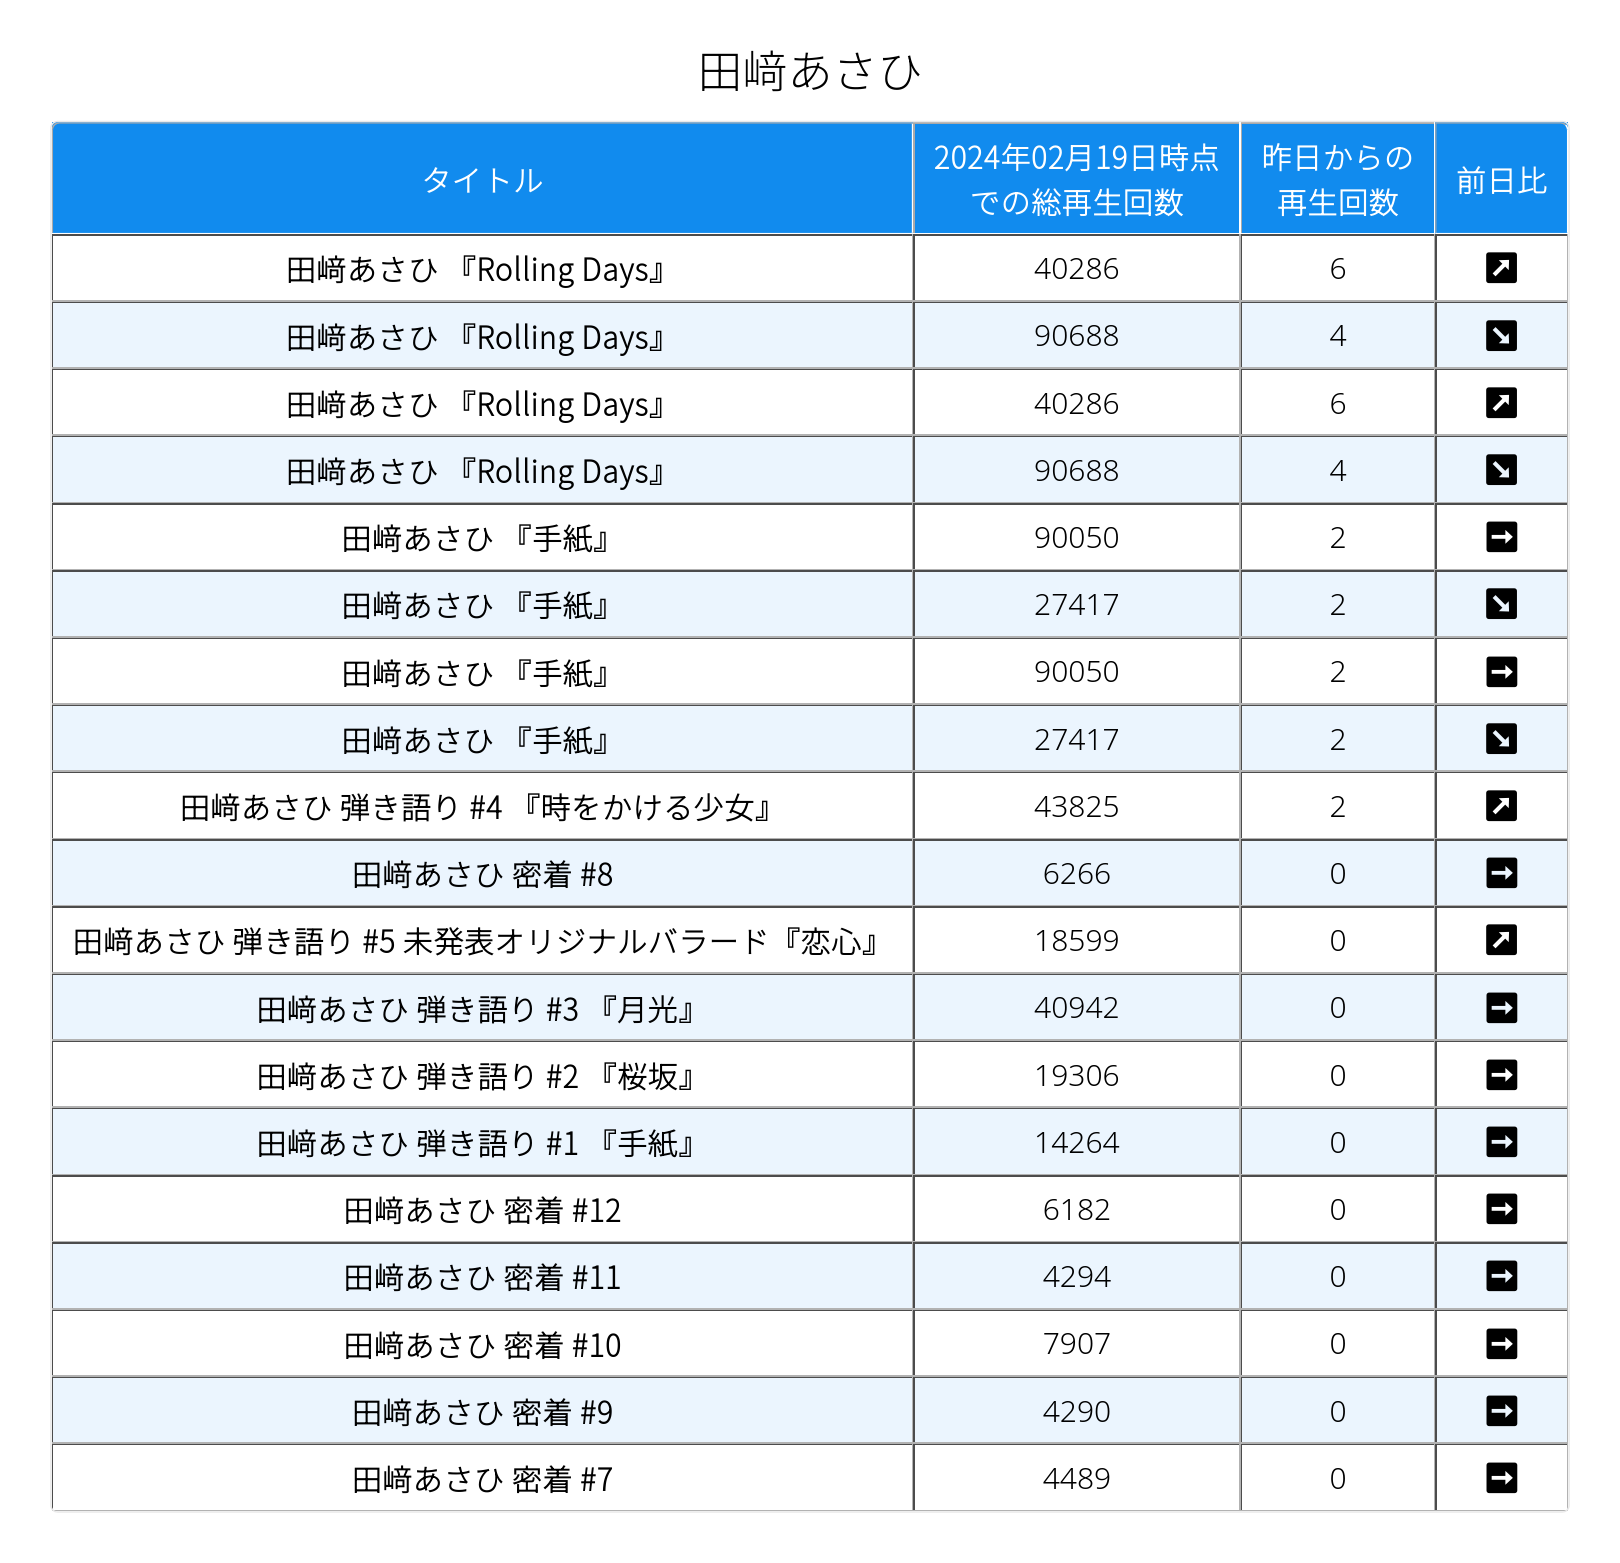 田﨑あさひ
タイトル 2024年02月19日時点での総再生回数 昨日からの再生回数 前日比
田﨑あさひ 『Rolling Days』 40286 6 ↗
田﨑あさひ 『Rolling Days』 90688 4 ↘
田﨑あさひ 『Rolling Days』 40286 6 ↗
田﨑あさひ 『Rolling Days』 90688 4 ↘
田﨑あさひ 『手紙』 90050 2 →
田﨑あさひ 『手紙』 27417 2 ↘
田﨑あさひ 『手紙』 90050 2 →
田﨑あさひ 『手紙』 27417 2 ↘
田﨑あさひ 弾き語り #4 『時をかける少女』 43825 2 ↗
田﨑あさひ 密着 #8 6266 0 →
田﨑あさひ 弾き語り #5 未発表オリジナルバラード『恋心』 18599 0 ↗
田﨑あさひ 弾き語り #3 『月光』 40942 0 →
田﨑あさひ 弾き語り #2 『桜坂』 19306 0 →
田﨑あさひ 弾き語り #1 『手紙』 14264 0 →
田﨑あさひ 密着 #12 6182 0 →
田﨑あさひ 密着 #11 4294 0 →
田﨑あさひ 密着 #10 7907 0 →
田﨑あさひ 密着 #9 4290 0 →
田﨑あさひ 密着 #7 4489 0 →